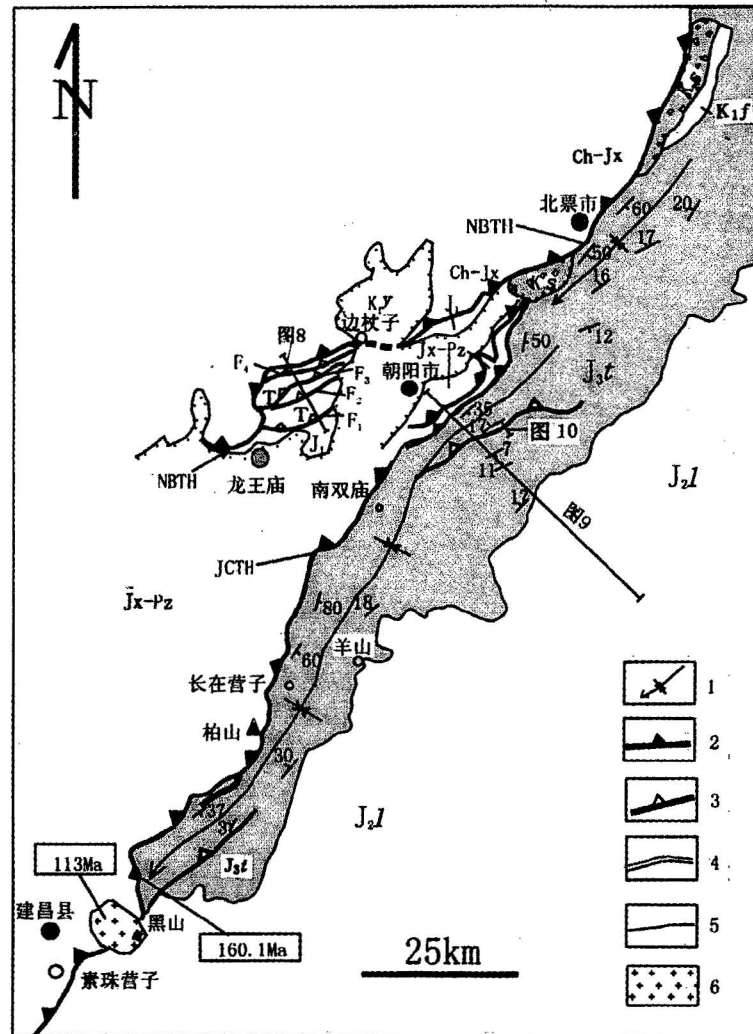 N
K₁f
Ch-Jx
北票市
NBTH
60
20
17
50
16
Ch-Jx
K₁y
边杖子
图8
12
Jx-Pz
50
J₃t
F₄
F₃
朝阳市
F₂
F₁
35
17
图10
NBTH
7
11
龙王庙
南双庙
17
J₂l
图9
JCTH
Jx-Pz
80
18
羊山
60
长在营子
柏山
30
J₂l
37
37
J₃t
113Ma
建昌县
黑山
160.1Ma
25km
素珠营子
1
2
3
4
5
6